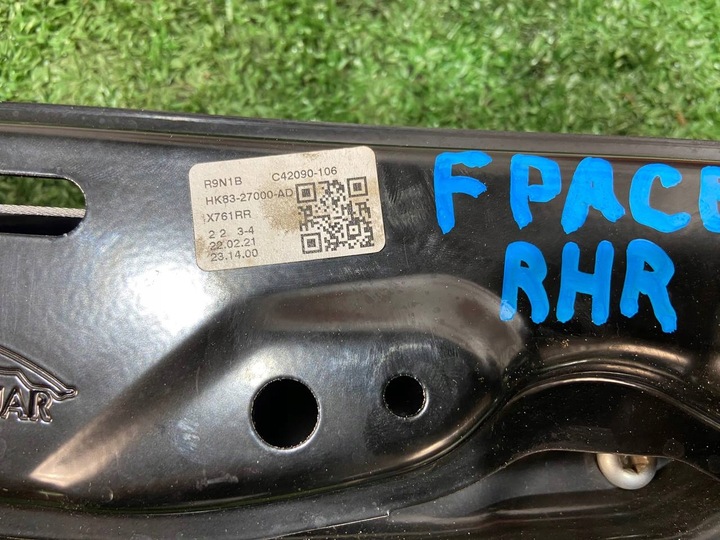 R9N1B C42090-106
HK83-27000-AD
X761RR
2 2 3-4
22.02.21
23.14.00
F PACE
RHR